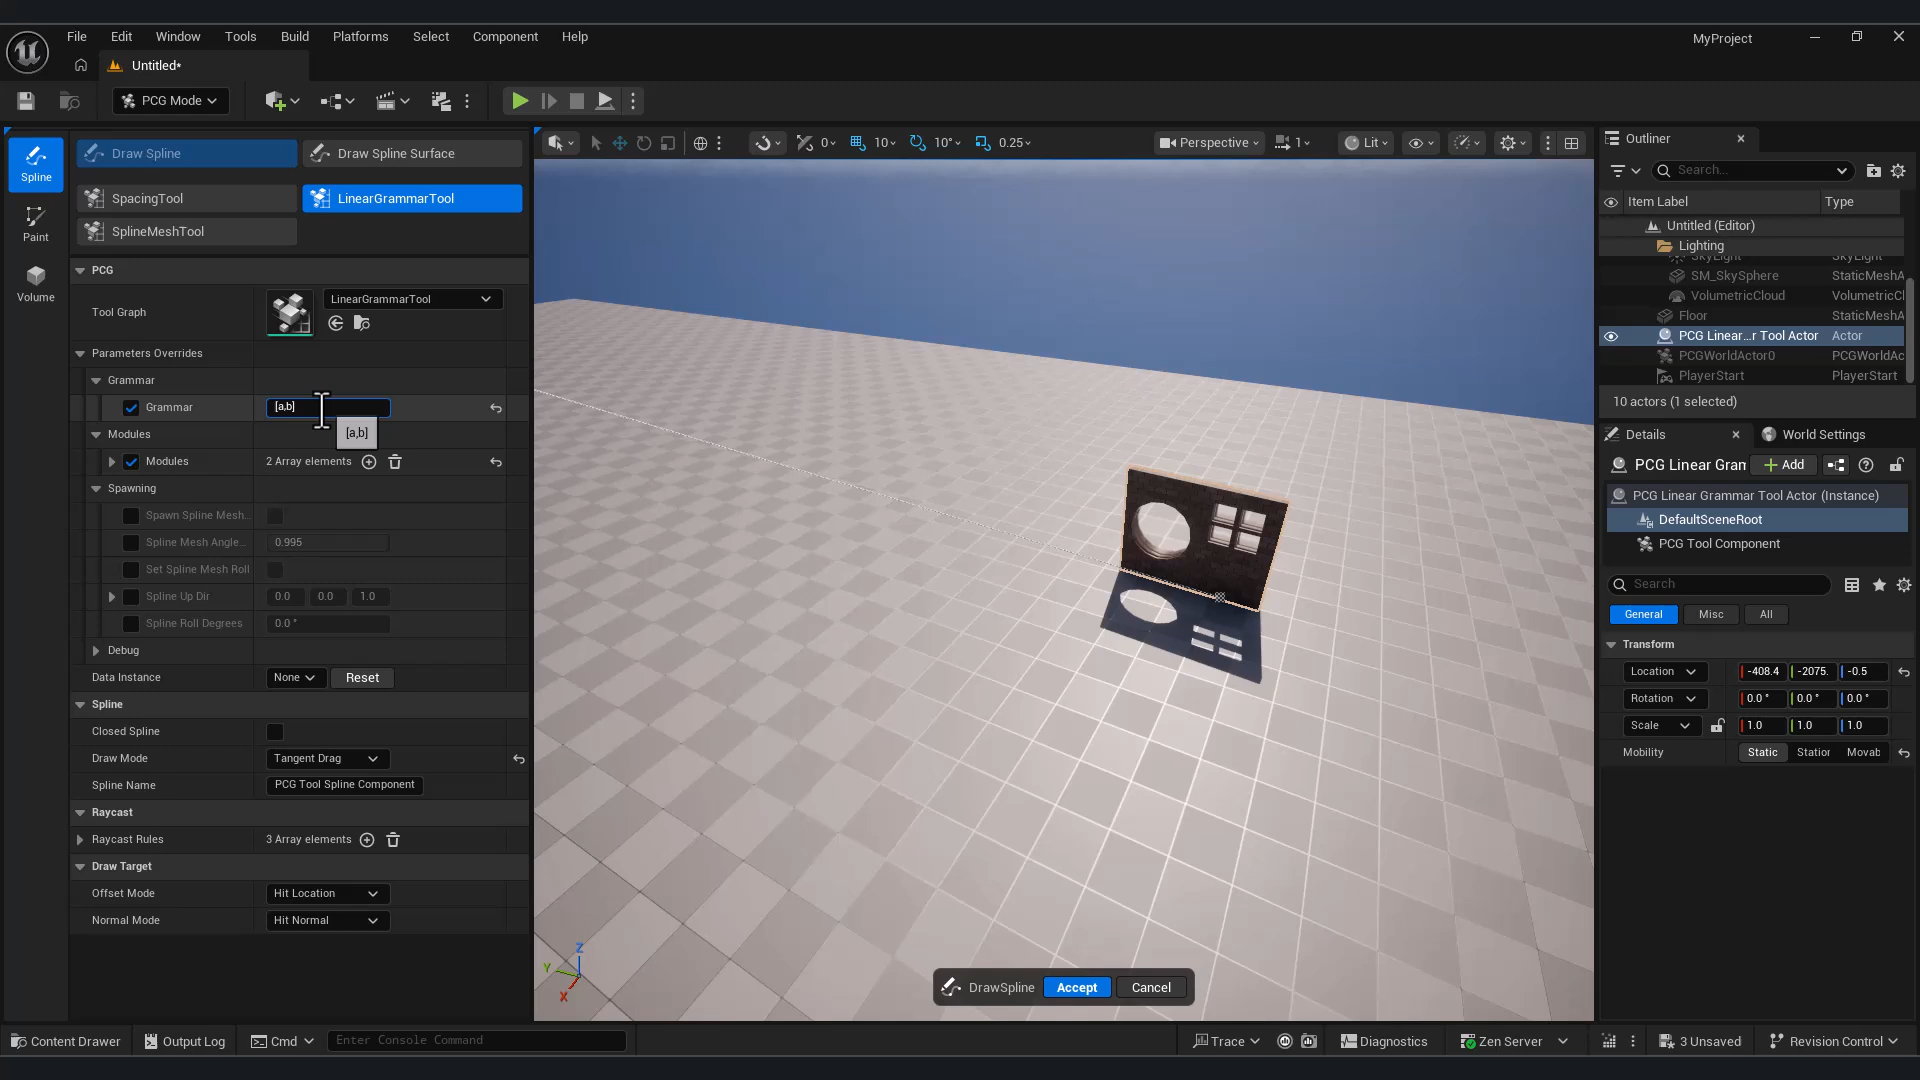 File Edit Window Tools Build Platforms Select Component Help
MyProject
Untitled*
PCG Mode
Spline
Paint
Volume
Draw Spline
Draw Spline Surface
SpacingTool
LinearGrammarTool
SplineMeshTool
PCG
Tool Graph
LinearGrammarTool
Parameters Overrides
Grammar
Grammar
[a,b]
[a,b]
Modules
Modules
2 Array elements
Spawning
Spawn Spline Mesh...
Spline Mesh Angle...
0.995
Set Spline Mesh Roll
Spline Up Dir
0.0 0.0 1.0
Spline Roll Degrees
0.0 °
Debug
Data Instance
None
Reset
Spline
Closed Spline
Draw Mode
Tangent Drag
Spline Name
PCG Tool Spline Component
Raycast
Raycast Rules
3 Array elements
Draw Target
Offset Mode
Hit Location
Normal Mode
Hit Normal
0
10
10°
0.25
Perspective
1
Lit
Z
Y
X
DrawSpline
Accept
Cancel
Outliner
Search...
Item Label
Type
Untitled (Editor)
Lighting
SkyLight
SkyLight
SM_SkySphere
StaticMeshA
VolumetricCloud
VolumetricCl
Floor
StaticMeshA
PCG Linear...r Tool Actor
Actor
PCGWorldActor0
PCGWorldAc
PlayerStart
PlayerStart
10 actors (1 selected)
Details
World Settings
PCG Linear Gran
Add
PCG Linear Grammar Tool Actor (Instance)
DefaultSceneRoot
PCG Tool Component
Search
General
Misc
All
Transform
Location
-408.4 -2075. -0.5
Rotation
0.0 ° 0.0 ° 0.0 °
Scale
1.0 1.0 1.0
Mobility
Static Station Movab
Content Drawer
Output Log
Cmd
Enter Console Command
Trace
Diagnostics
Zen Server
3 Unsaved
Revision Control